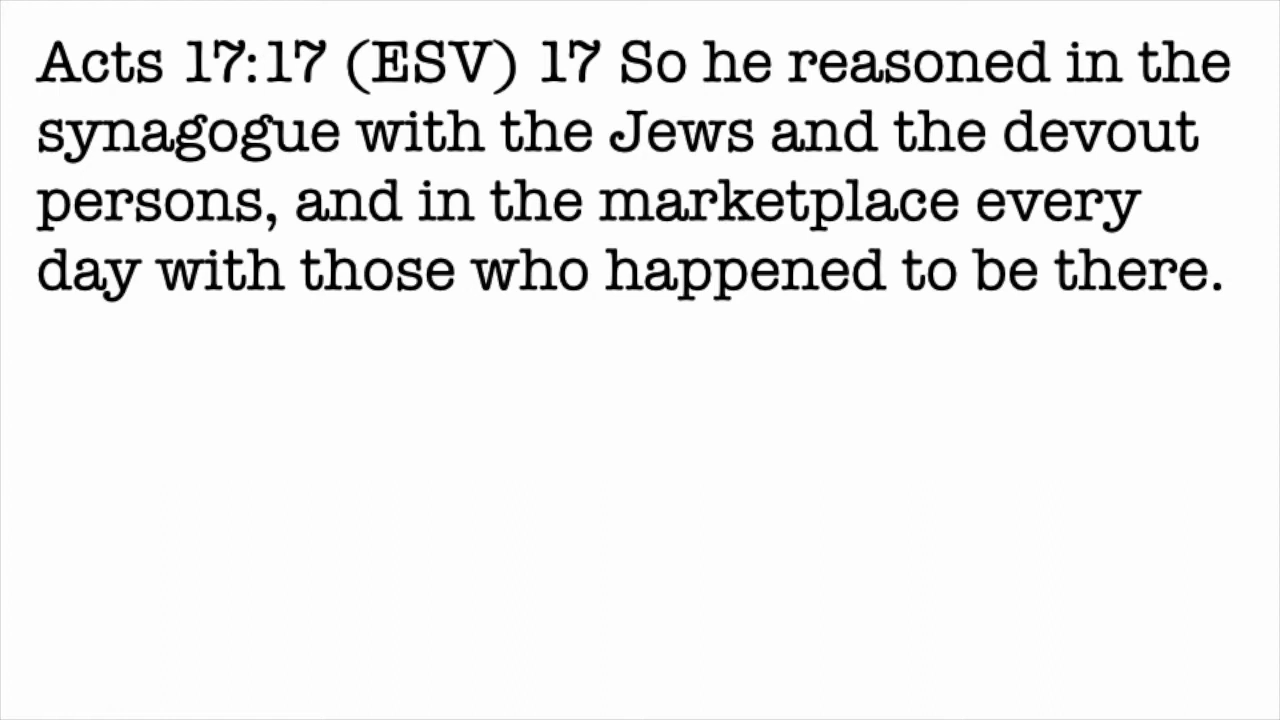 Acts 17:17 (ESV) 17 So he reasoned in the
synagogue with the Jews and the devout
persons, and in the marketplace every
day with those who happened to be there.